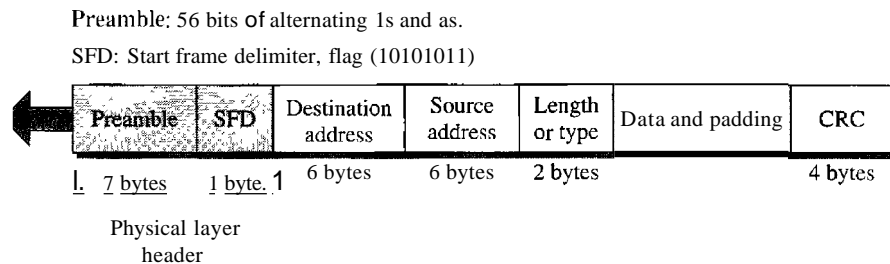 Preamble: 56 bits of alternating 1s and as.
SFD: Start frame delimiter, flag (10101011)
Preamble SFD Destination address Source address Length or type Data and padding CRC
l. 7 bytes 1 byte. 1 6 bytes 6 bytes 2 bytes 4 bytes
Physical layer
header